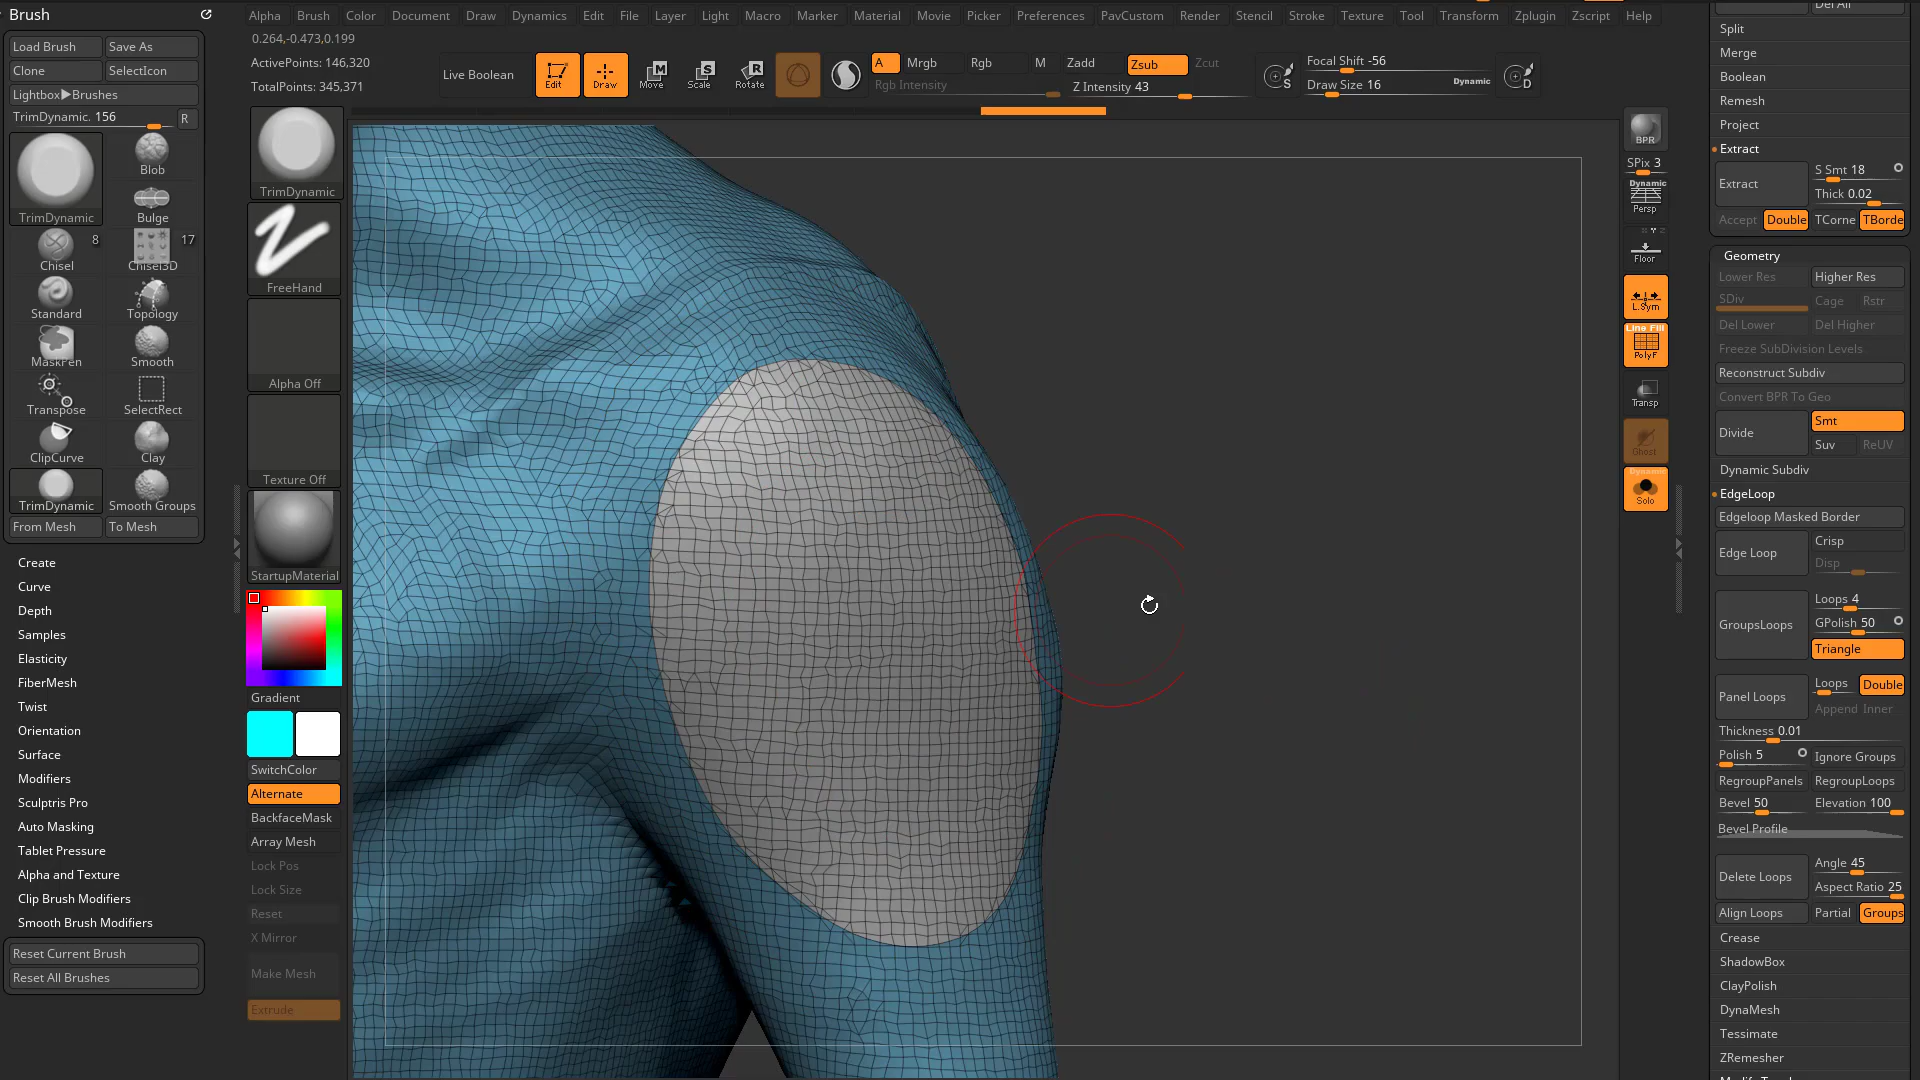 Brush
Alpha Brush Color Document Draw Dynamics Edit File Layer Light Macro Marker Material Movie Picker Preferences PavCustom Render Stencil Stroke Texture Tool Transform Zplugin Zscript Help
0.264,-0.473,0.199
ActivePoints: 146,320
TotalPoints: 345,371
Live Boolean
Edit
Draw
Move
Scale
Rotate
A
Mrgb
Rgb
M
Zadd
Zsub
Zcut
Rgb Intensity
Z Intensity 43
Focal Shift -56
Draw Size 16
Dynamic
S
D
Load Brush
Save As
Clone
SelectIcon
Lightbox▶Brushes
TrimDynamic. 156
R
TrimDynamic
Blob
Bulge
Chisel
8
Chisel3D
17
Standard
Topology
MaskPen
Smooth
Transpose
SelectRect
ClipCurve
Clay
TrimDynamic
Smooth Groups
From Mesh
To Mesh
Create
Curve
Depth
Samples
Elasticity
FiberMesh
Twist
Orientation
Surface
Modifiers
Sculptris Pro
Auto Masking
Tablet Pressure
Alpha and Texture
Clip Brush Modifiers
Smooth Brush Modifiers
Reset Current Brush
Reset All Brushes
TrimDynamic
FreeHand
Alpha Off
Texture Off
StartupMaterial
Gradient
SwitchColor
Alternate
BackfaceMask
Array Mesh
Lock Pos
Lock Size
Reset
X Mirror
Make Mesh
Extrude
BPR
SPix 3
Dynamic
Persp
Floor
L.Sym
Line Fill
PolyF
Transp
Ghost
Dynamic
Solo
Del All
Split
Merge
Boolean
Remesh
Project
Extract
Extract
S Smt 18
Thick 0.02
Accept
Double
TCorne
TBorde
Geometry
Lower Res
Higher Res
SDiv
Cage
Rstr
Del Lower
Del Higher
Freeze SubDivision Levels
Reconstruct Subdiv
Convert BPR To Geo
Divide
Smt
Suv
ReUV
Dynamic Subdiv
EdgeLoop
Edgeloop Masked Border
Edge Loop
Crisp
Disp
GroupsLoops
Loops 4
GPolish 50
Triangle
Panel Loops
Loops
Double
Append
Inner
Thickness 0.01
Polish 5
Ignore Groups
RegroupPanels
RegroupLoops
Bevel 50
Elevation 100
Bevel Profile
Delete Loops
Angle 45
Aspect Ratio 25
Align Loops
Partial
Groups
Crease
ShadowBox
ClayPolish
DynaMesh
Tessimate
ZRemesher